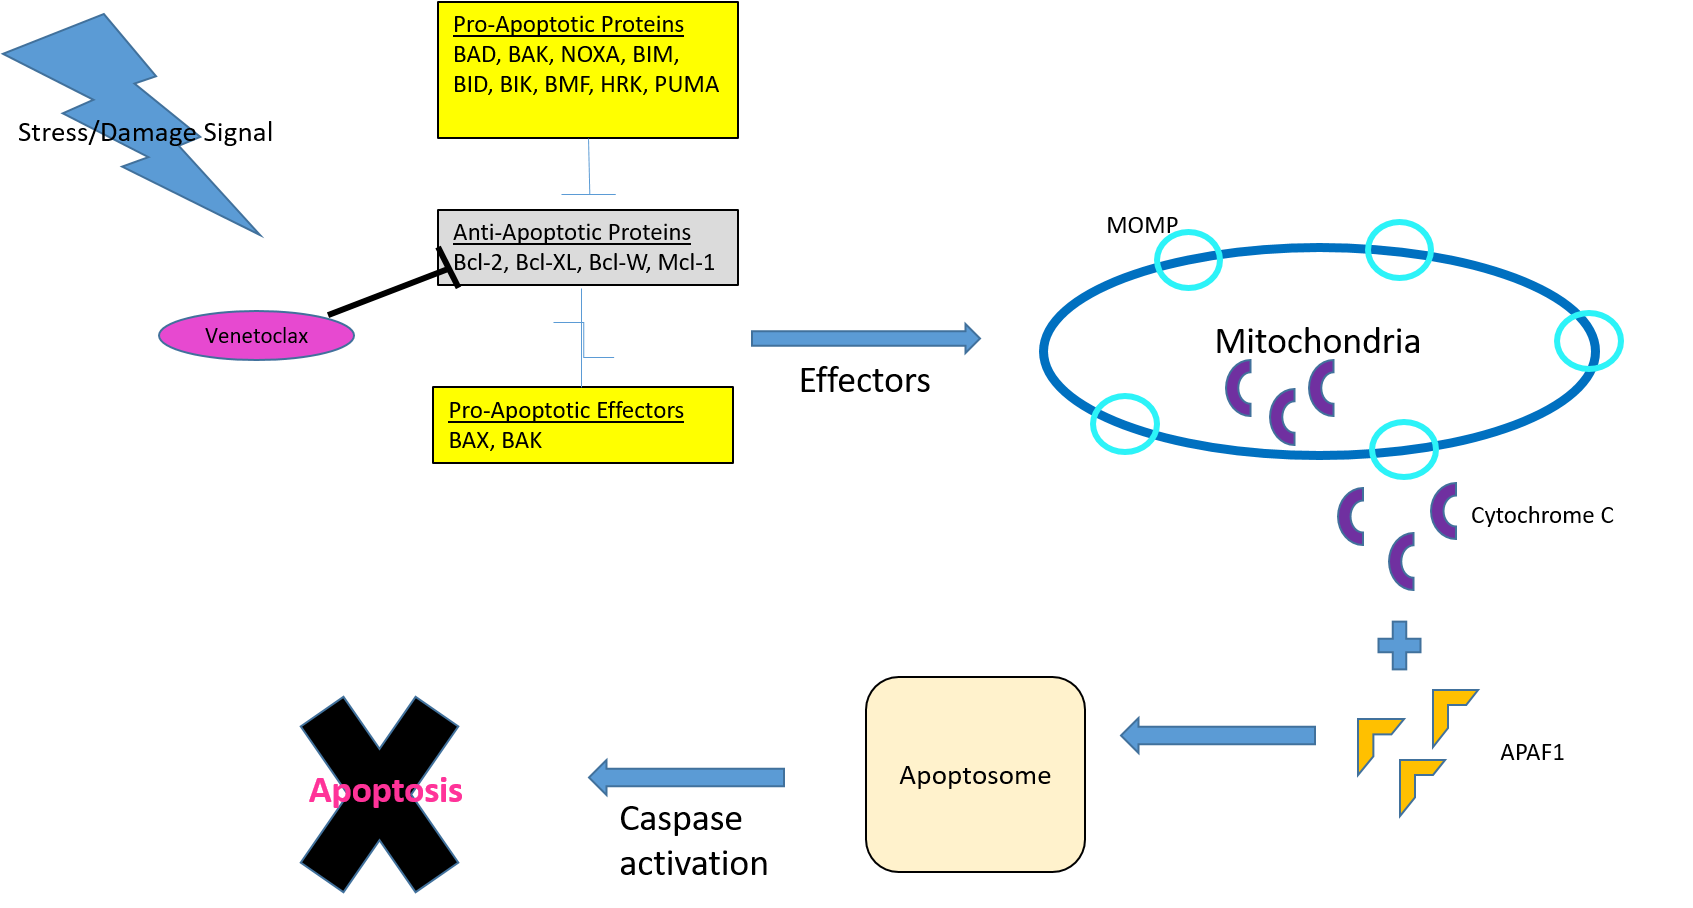 Stress/Damage Signal
Pro-Apoptotic Proteins
BAD, BAK, NOXA, BIM,
BID, BIK, BMF, HRK, PUMA
Anti-Apoptotic Proteins
Bcl-2, Bcl-XL, Bcl-W, Mcl-1
Venetoclax
Pro-Apoptotic Effectors
BAX, BAK
Effectors
MOMP
Mitochondria
Cytochrome C
APAF1
Apoptosome
Caspase
activation
Apoptosis